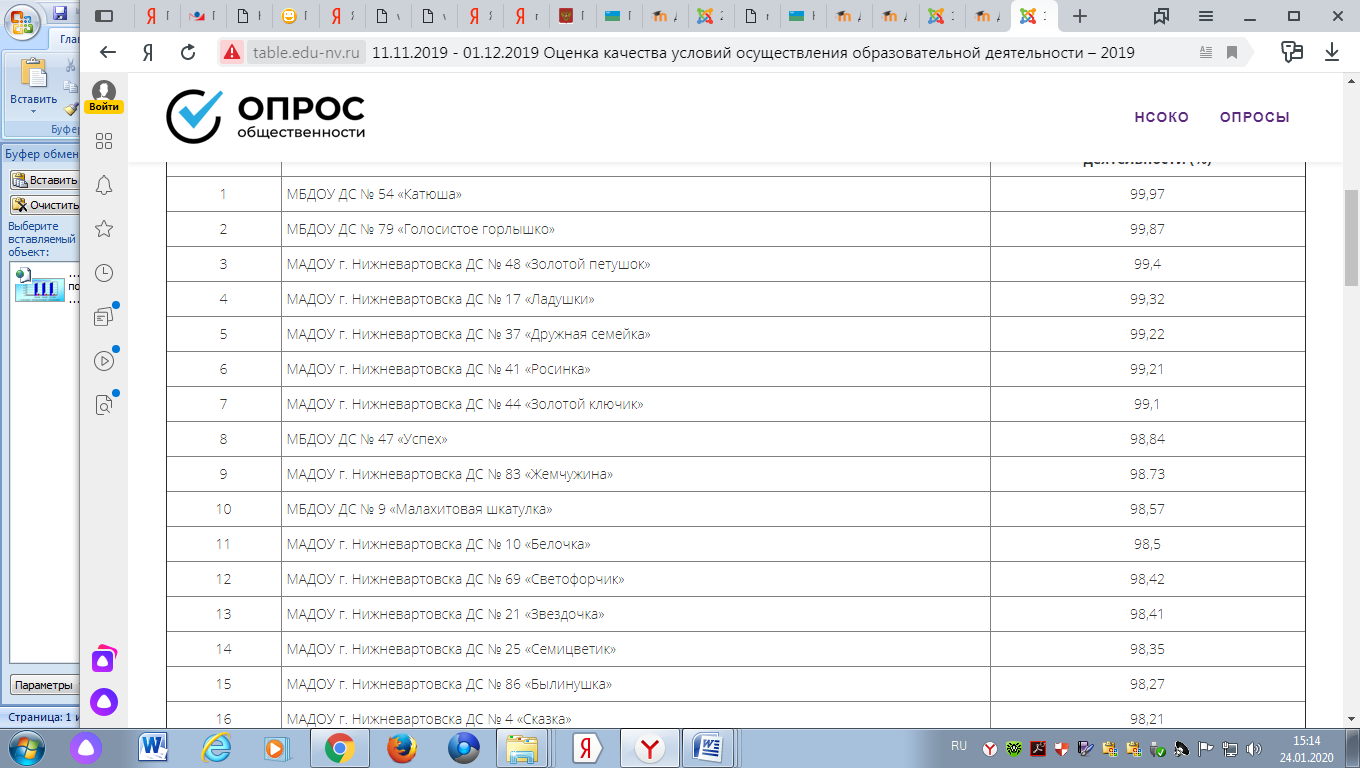 Глав
table.edu-nv.ru 11.11.2019 - 01.12.2019 Оценка качества условий осуществления образовательной деятельности – 2019
Вставить
Войти
Буфер обмен
Вставить
Очистить
Выберите
вставляемый
объект:
Параметры
Страница: 1 и
ОПРОС
общественности
НСОКО ОПРОСЫ
деятельности (%)
1 МБДОУ ДС № 54 «Катюша» 99,97
2 МБДОУ ДС № 79 «Голосистое горлышко» 99,87
3 МАДОУ г. Нижневартовска ДС № 48 «Золотой петушок» 99,4
4 МАДОУ г. Нижневартовска ДС № 17 «Ладушки» 99,32
5 МАДОУ г. Нижневартовска ДС № 37 «Дружная семейка» 99,22
6 МАДОУ г. Нижневартовска ДС № 41 «Росинка» 99,21
7 МАДОУ г. Нижневартовска ДС № 44 «Золотой ключик» 99,1
8 МБДОУ ДС № 47 «Успех» 98,84
9 МАДОУ г. Нижневартовска ДС № 83 «Жемчужина» 98.73
10 МБДОУ ДС № 9 «Малахитовая шкатулка» 98,57
11 МАДОУ г. Нижневартовска ДС № 10 «Белочка» 98,5
12 МАДОУ г. Нижневартовска ДС № 69 «Светофорчик» 98,42
13 МАДОУ г. Нижневартовска ДС № 21 «Звездочка» 98,41
14 МАДОУ г. Нижневартовска ДС № 25 «Семицветик» 98,35
15 МАДОУ г. Нижневартовска ДС № 86 «Былинушка» 98,27
16 МАДОУ г. Нижневартовска ДС № 4 «Сказка» 98,21
RU
15:14
24.01.2020